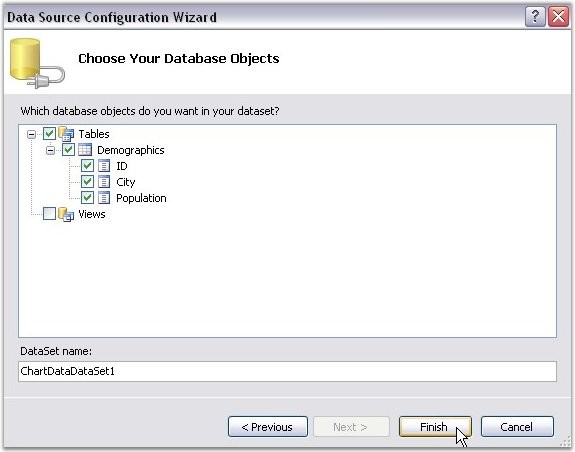 Data Source Configuration Wizard
?
Choose Your Database Objects
Which database objects do you want in your dataset?
Tables
Demographics
ID
City
Population
Views
DataSet name:
ChartDataDataSet1
< Previous
Next >
Finish
Cancel